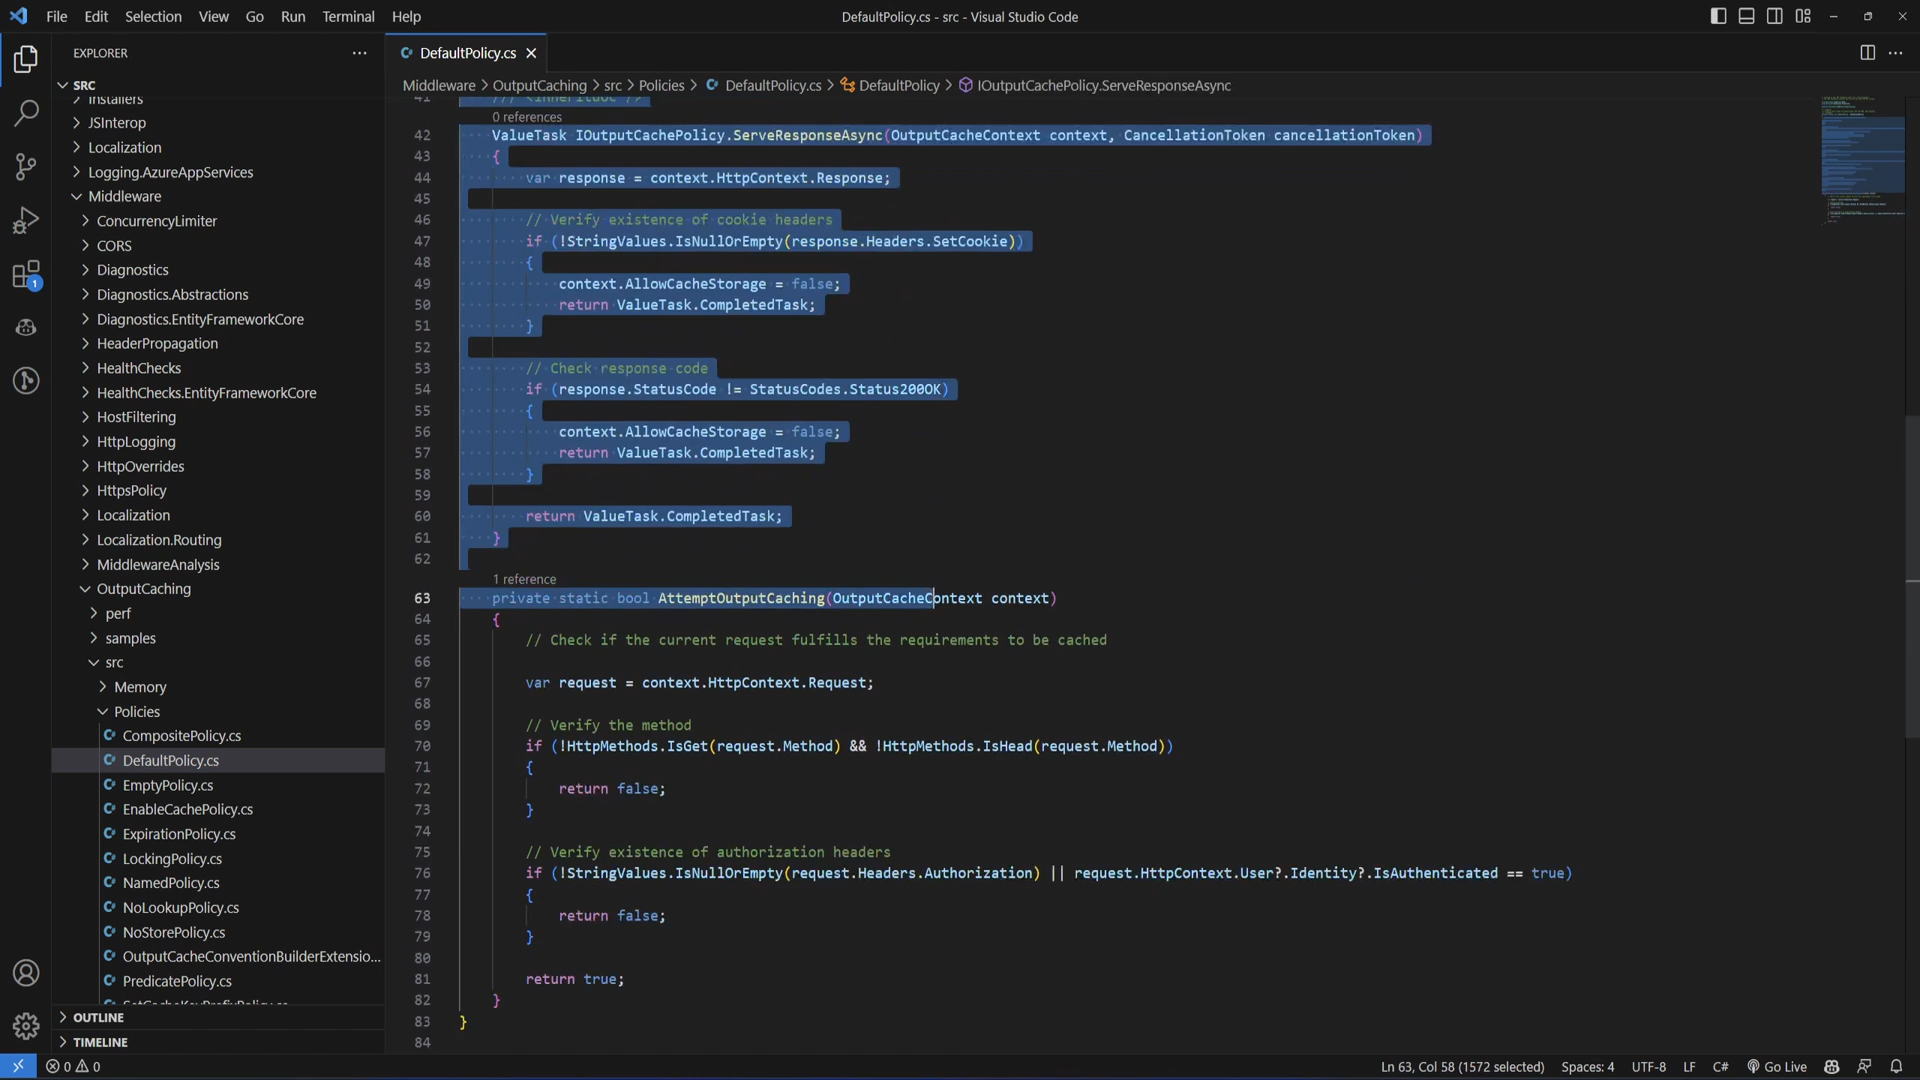 File Edit Selection View Go Run Terminal Help
DefaultPolicy.cs - src - Visual Studio Code
EXPLORER
SRC
Installers
JSInterop
Localization
Logging.AzureAppServices
Middleware
ConcurrencyLimiter
CORS
Diagnostics
Diagnostics.Abstractions
Diagnostics.EntityFrameworkCore
HeaderPropagation
HealthChecks
HealthChecks.EntityFrameworkCore
HostFiltering
HttpLogging
HttpOverrides
HttpsPolicy
Localization
Localization.Routing
MiddlewareAnalysis
OutputCaching
perf
samples
src
Memory
Policies
CompositePolicy.cs
DefaultPolicy.cs
EmptyPolicy.cs
EnableCachePolicy.cs
ExpirationPolicy.cs
LockingPolicy.cs
NamedPolicy.cs
NoLookupPolicy.cs
NoStorePolicy.cs
OutputCacheConventionBuilderExtensio...
PredicatePolicy.cs
SetCacheKeyPrefixPolicy.cs
OUTLINE
TIMELINE
1
DefaultPolicy.cs
Middleware > OutputCaching > src > Policies > DefaultPolicy.cs > DefaultPolicy > IOutputCachePolicy.ServeResponseAsync
41 /// <inheritdoc />
0 references
42 ValueTask IOutputCachePolicy.ServeResponseAsync(OutputCacheContext context, CancellationToken cancellationToken)
43 {
44 var response = context.HttpContext.Response;
45
46 // Verify existence of cookie headers
47 if (!StringValues.IsNullOrEmpty(response.Headers.SetCookie))
48 {
49 context.AllowCacheStorage = false;
50 return ValueTask.CompletedTask;
51 }
52
53 // Check response code
54 if (response.StatusCode != StatusCodes.Status200OK)
55 {
56 context.AllowCacheStorage = false;
57 return ValueTask.CompletedTask;
58 }
59
60 return ValueTask.CompletedTask;
61 }
62
1 reference
63 private static bool AttemptOutputCaching(OutputCacheContext context)
64 {
65 // Check if the current request fulfills the requirements to be cached
66
67 var request = context.HttpContext.Request;
68
69 // Verify the method
70 if (!HttpMethods.IsGet(request.Method) && !HttpMethods.IsHead(request.Method))
71 {
72 return false;
73 }
74
75 // Verify existence of authorization headers
76 if (!StringValues.IsNullOrEmpty(request.Headers.Authorization) || request.HttpContext.User?.Identity?.IsAuthenticated == true)
77 {
78 return false;
79 }
80
81 return true;
82 }
83 }
84
0 0
Ln 63, Col 58 (1572 selected) Spaces: 4 UTF-8 LF C# Go Live